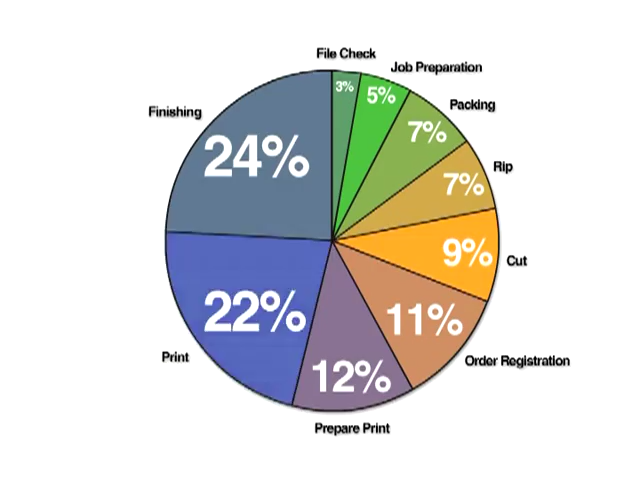 File Check
Job Preparation
3%
5%
Packing
Finishing
7%
24%
Rip
7%
9%
Cut
22%
11%
Print
Order Registration
12%
Prepare Print